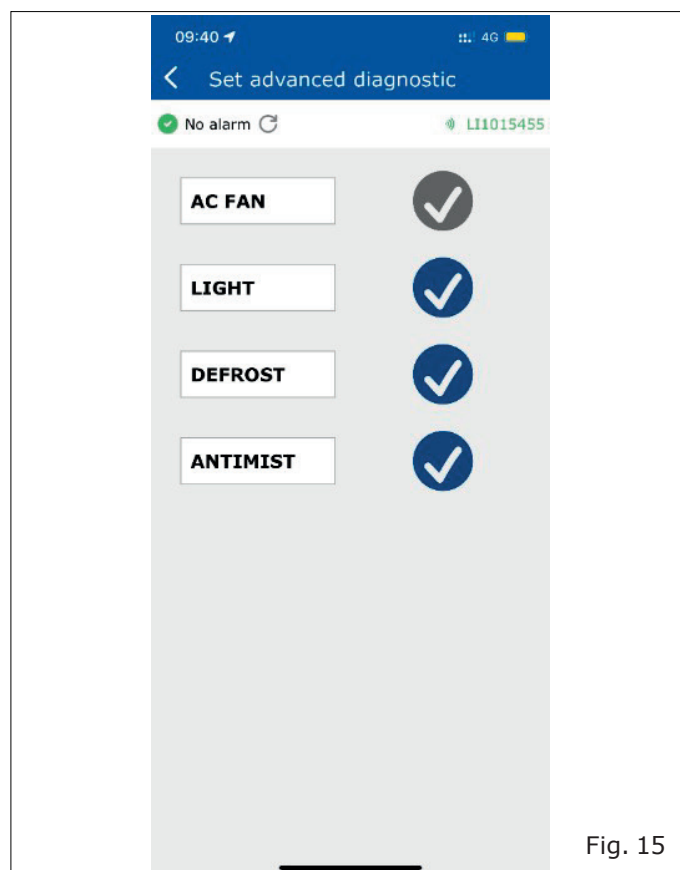 09:40 4G
Set advanced diagnostic
No alarm LI1015455
AC FAN
LIGHT
DEFROST
ANTIMIST
Fig. 15